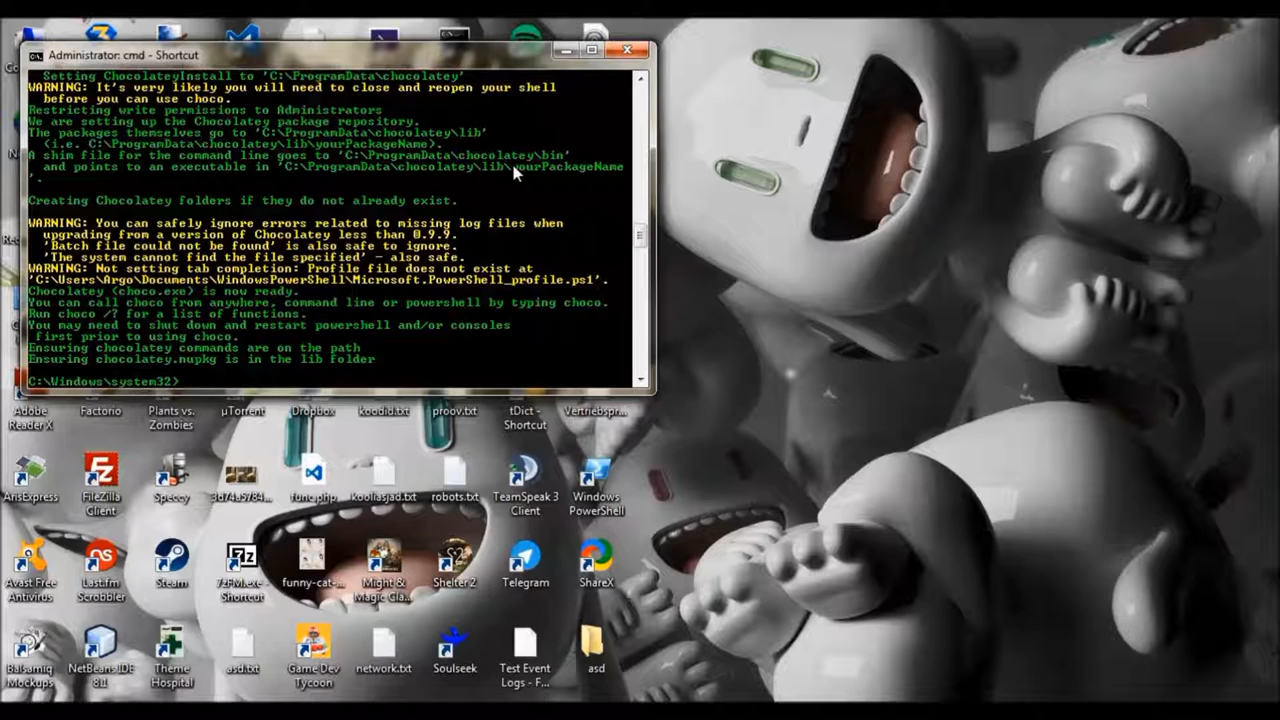 Administrator: cmd - Shortcut
Setting ChocolateyInstall to 'C:\ProgramData\chocolatey'
WARNING: It's very likely you will need to close and reopen your shell
before you can use choco.
Restricting write permissions to Administrators
We are setting up the Chocolatey package repository.
The packages themselves go to 'C:\ProgramData\chocolatey\lib'
(i.e. C:\ProgramData\chocolatey\lib\yourPackageName).
A shim file for the command line goes to 'C:\ProgramData\chocolatey\bin'
and points to an executable in 'C:\ProgramData\chocolatey\lib\yourPackageName
'.
Creating Chocolatey folders if they do not already exist.
WARNING: You can safely ignore errors related to missing log files when
upgrading from a version of Chocolatey less than 0.9.9.
'Batch file could not be found' is also safe to ignore.
'The system cannot find the file specified' - also safe.
WARNING: Not setting tab completion: Profile file does not exist at
'C:\Users\Argo\Documents\WindowsPowerShell\Microsoft.PowerShell_profile.ps1'.
Chocolatey (choco.exe) is now ready.
You can call choco from anywhere, command line or powershell by typing choco.
Run choco /? for a list of functions.
You may need to shut down and restart powershell and/or consoles
first prior to using choco.
Ensuring chocolatey commands are on the path
Ensuring chocolatey.nupkg is in the lib folder
C:\Windows\system32>
Adobe Reader X
Factorio
Plants vs. Zombies
µTorrent
Dropbox
koodid.txt
proov.txt
tDict - Shortcut
Vertriebspr...
ArisExpress
FileZilla Client
Speccy
3d74a9784...
func.php
kooliasjad.txt
robots.txt
TeamSpeak 3 Client
Windows PowerShell
Avast Free Antivirus
Last.fm Scrobbler
Steam
7zFM.exe - Shortcut
funny-cat-...
Might & Magic Cla...
Shelter 2
Telegram
ShareX
Balsamiq Mockups
NetBeans IDE 8.1
Theme Hospital
asd.txt
Game Dev Tycoon
network.txt
Soulseek
Test Event Logs - F...
asd